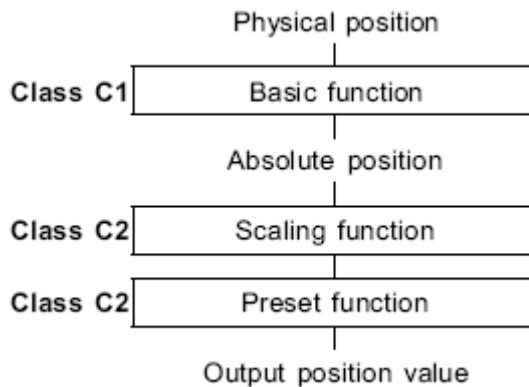 Physical position
Class C1 Basic function
Absolute position
Class C2 Scaling function
Class C2 Preset function
Output position value